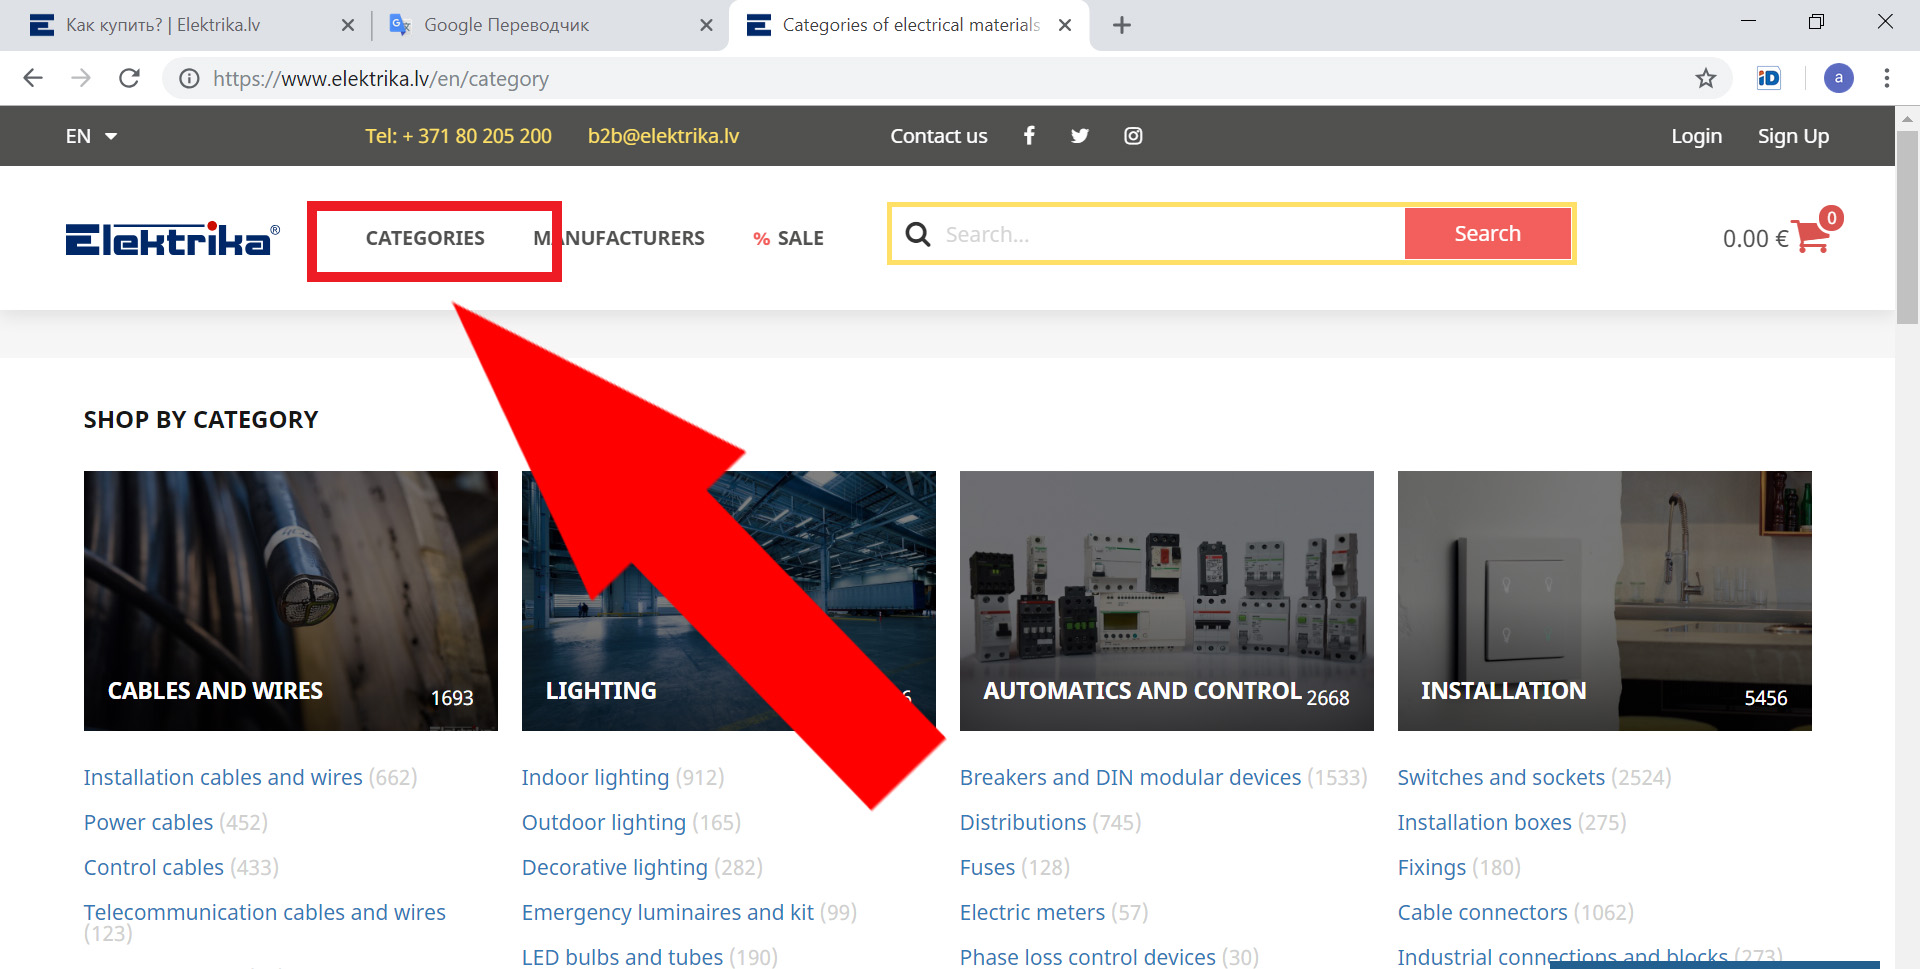 Как купить? | Elektrika.lv
Google Переводчик
Categories of electrical materials
https://www.elektrika.lv/en/category
a
EN
Tel: + 371 80 205 200
b2b@elektrika.lv
Contact us
Login
Sign Up
Elektrika®
CATEGORIES
MANUFACTURERS
% SALE
Search...
Search
0.00 €
0
SHOP BY CATEGORY
CABLES AND WIRES
1693
LIGHTING
AUTOMATICS AND CONTROL
2668
INSTALLATION
5456
Installation cables and wires (662)
Power cables (452)
Control cables (433)
Telecommunication cables and wires
(123)
Indoor lighting (912)
Outdoor lighting (165)
Decorative lighting (282)
Emergency luminaires and kit (99)
LED bulbs and tubes (190)
Breakers and DIN modular devices (1533)
Distributions (745)
Fuses (128)
Electric meters (57)
Phase loss control devices (30)
Switches and sockets (2524)
Installation boxes (275)
Fixings (180)
Cable connectors (1062)
Industrial connections and blocks (273)